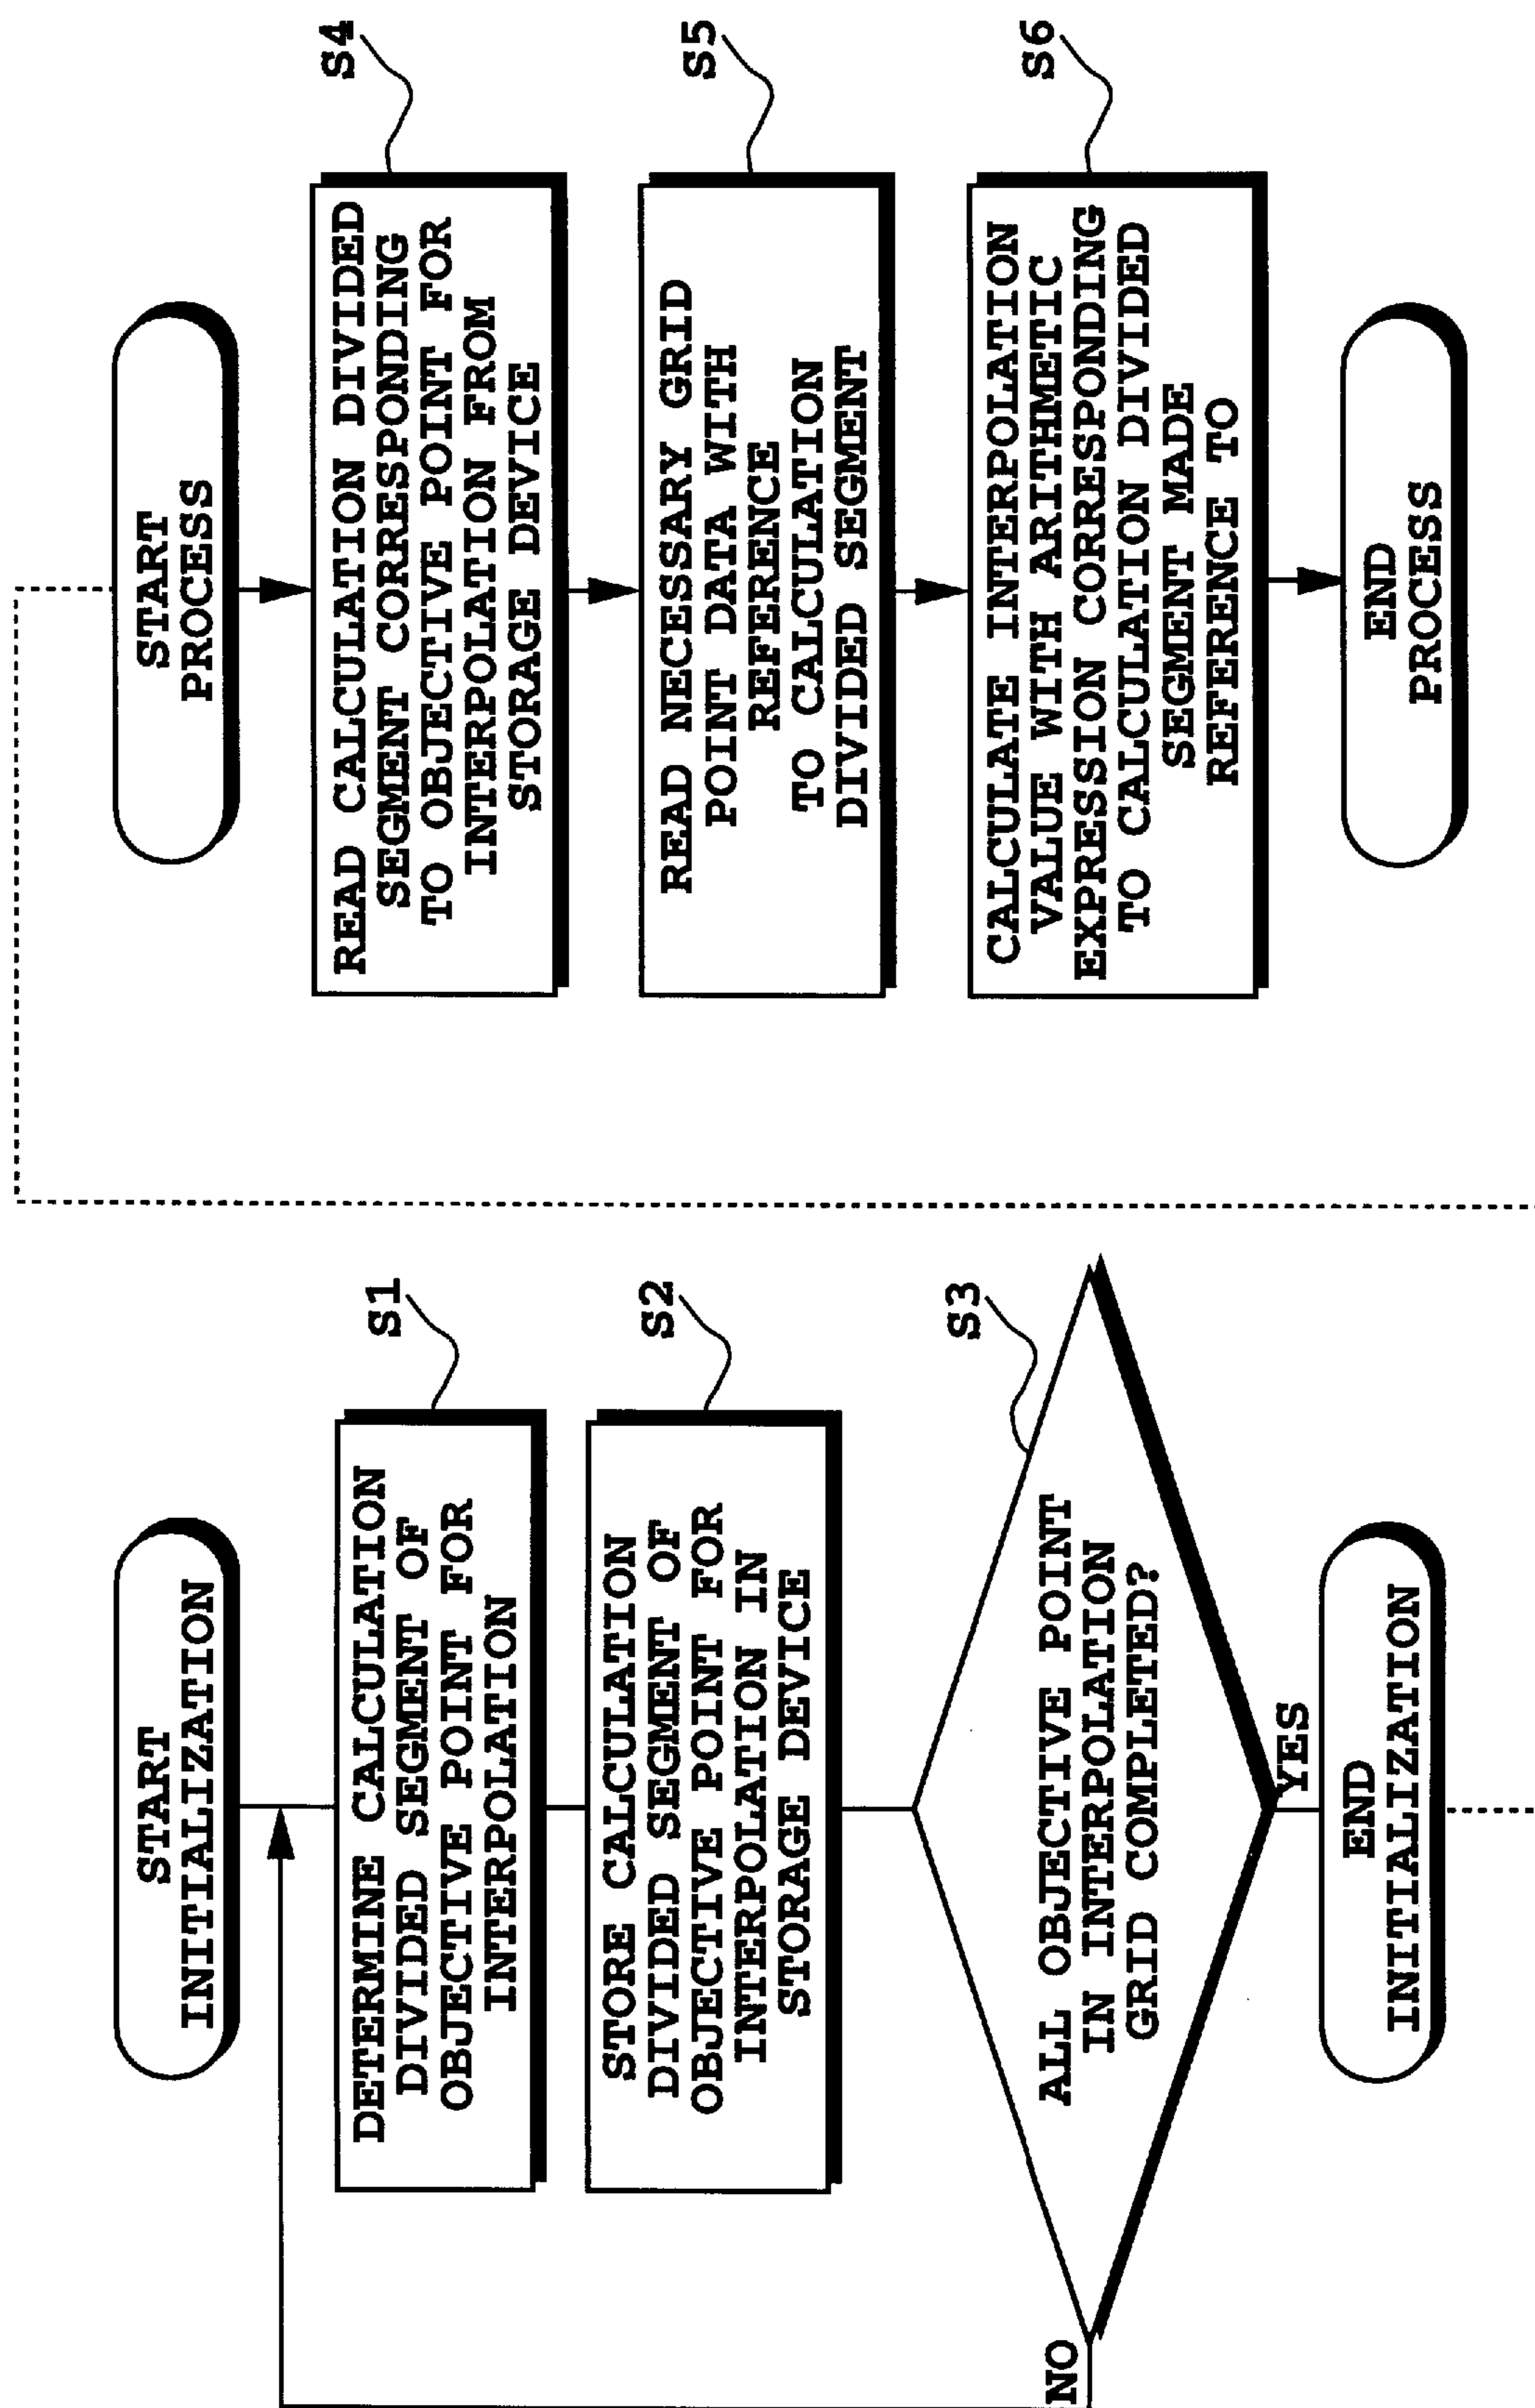 START
INITIALIZATION
S1
DETERMINE CALCULATION
DIVIDED SEGMENT OF
OBJECTIVE POINT FOR
INTERPOLATION
S2
STORE CALCULATION
DIVIDED SEGMENT OF
OBJECTIVE POINT FOR
INTERPOLATION IN
STORAGE DEVICE
S3
ALL OBJECTIVE POINT
IN INTERPOLATION
GRID COMPLETED?
NO
YES
END
INITIALIZATION
START
PROCESS
S4
READ CALCULATION DIVIDED
SEGMENT CORRESPONDING
TO OBJECTIVE POINT FOR
INTERPOLATION FROM
STORAGE DEVICE
S5
READ NECESSARY GRID
POINT DATA WITH
REFERENCE
TO CALCULATION
DIVIDED SEGMENT
S6
CALCULATE INTERPOLATION
VALUE WITH ARITHMETIC
EXPRESSION CORRESPONDING
TO CALCULATION DIVIDED
SEGMENT MADE
REFERENCE TO
END
PROCESS